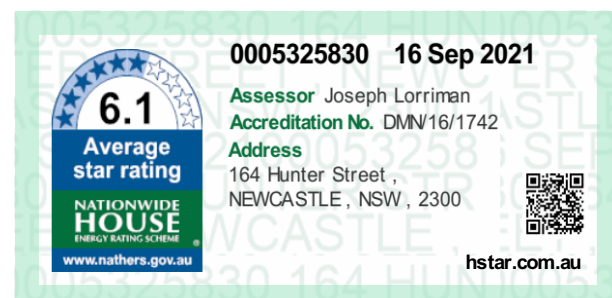 0005325830 16 Sep 2021
Assessor Joseph Lorriman
Accreditation No. DMN/16/1742
Address
164 Hunter Street ,
NEWCASTLE , NSW , 2300
hstar.com.au
6.1
Average
star rating
NATIONWIDE
HOUSE
ENERGY RATING SCHEME
www.nathers.gov.au